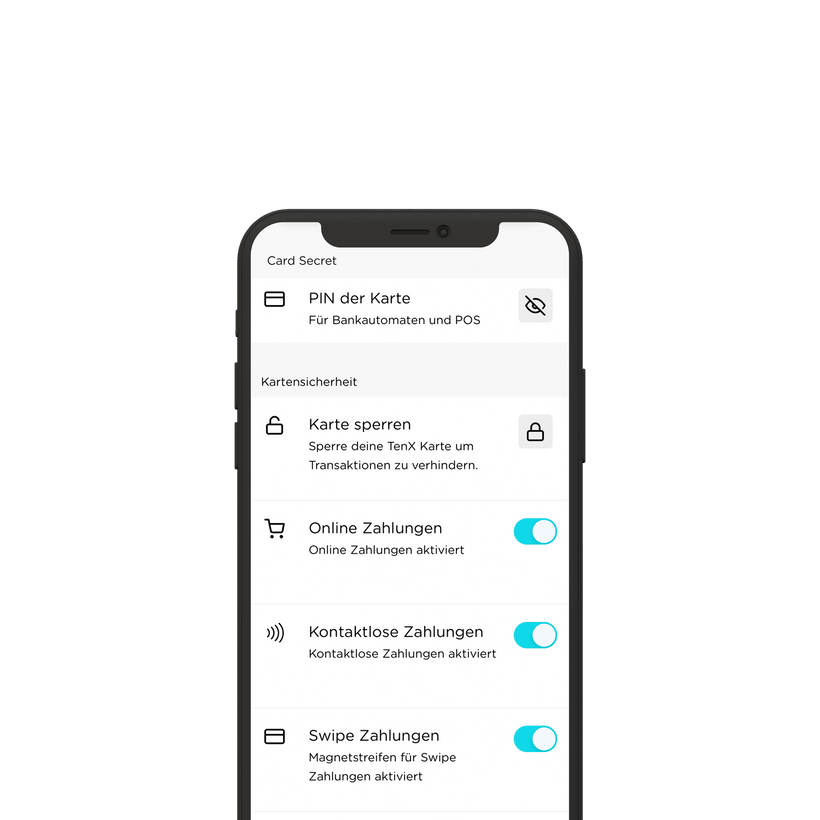 Card Secret
PIN der Karte
Für Bankautomaten und POS
Kartensicherheit
Karte sperren
Sperre deine TenX Karte um
Transaktionen zu verhindern.
Online Zahlungen
Online Zahlungen aktiviert
Kontaktlose Zahlungen
Kontaktlose Zahlungen aktiviert
Swipe Zahlungen
Magnetstreifen für Swipe
Zahlungen aktiviert